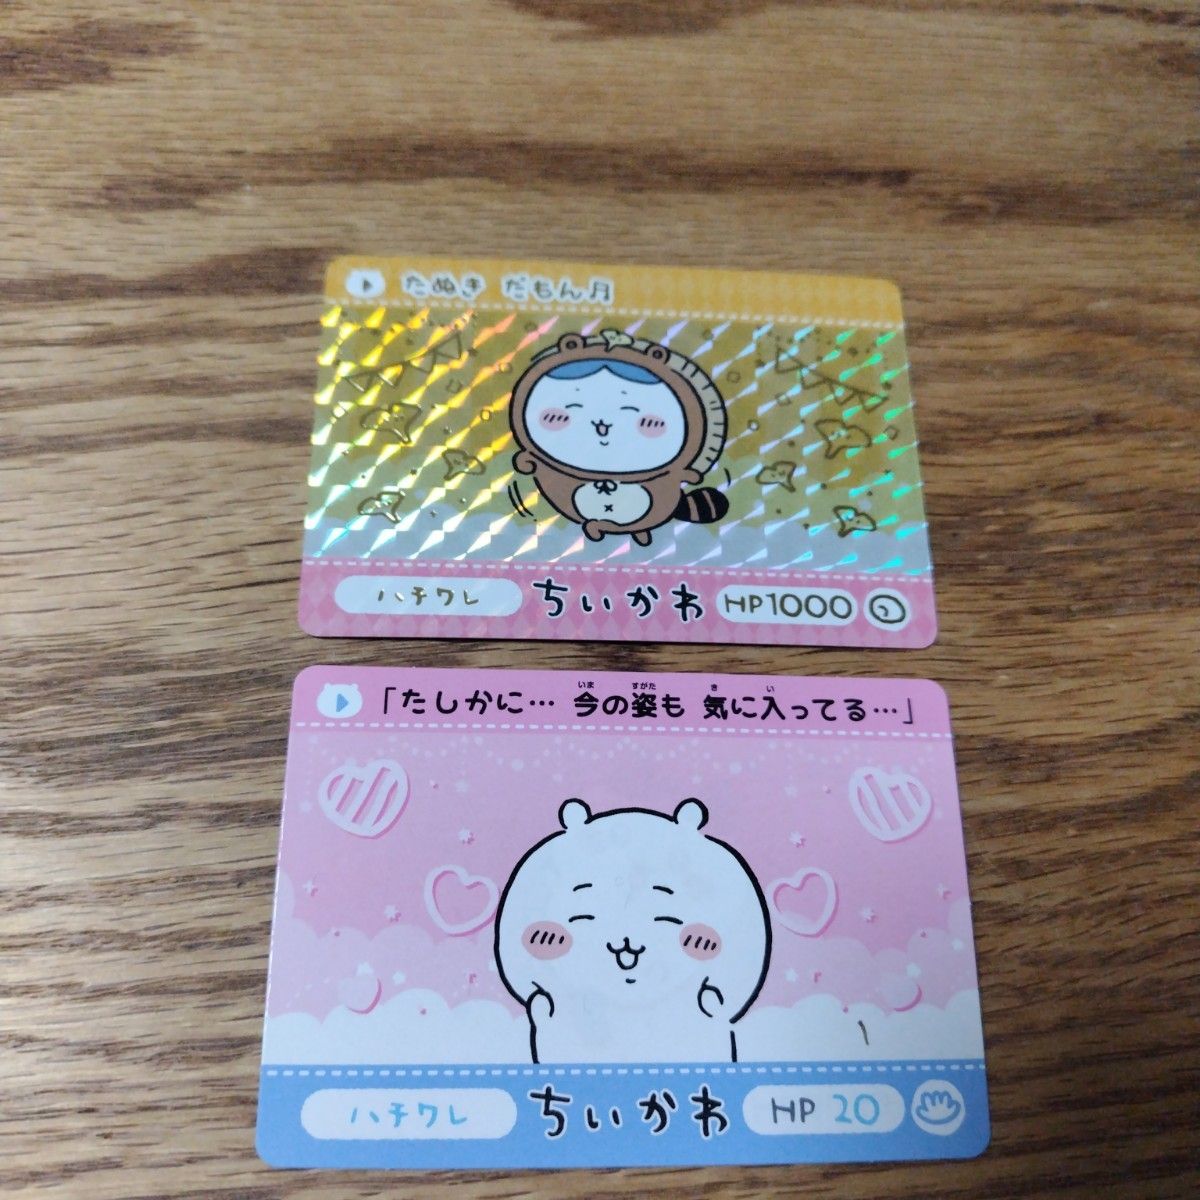 たぬき だもん月
ハチワレ ちいかわ HP1000
「たしかに… 今の姿も 気に入ってる…」
いま すがた き い
ハチワレ ちいかわ HP 20